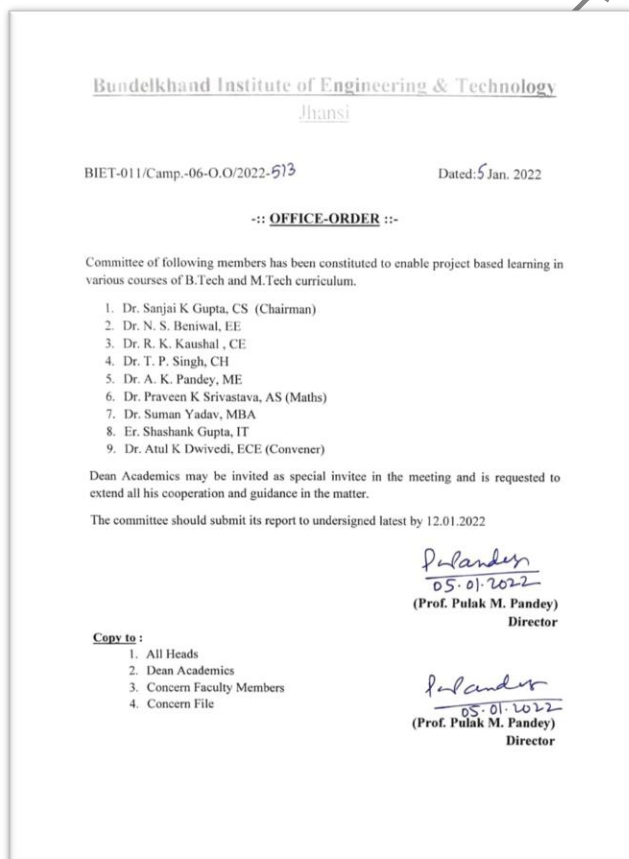 Bundelkhand Institute of Engineering & Technology
Jhansi
BIET-011/Camp.-06-O.O/2022-513
Dated:5 Jan. 2022
-:: OFFICE-ORDER ::-
Committee of following members has been constituted to enable project based learning in
various courses of B.Tech and M.Tech curriculum.
1. Dr. Sanjai K Gupta, CS (Chairman)
2. Dr. N. S. Beniwal, EE
3. Dr. R. K. Kaushal , CE
4. Dr. T. P. Singh, CH
5. Dr. A. K. Pandey, ME
6. Dr. Praveen K Srivastava, AS (Maths)
7. Dr. Suman Yadav, MBA
8. Er. Shashank Gupta, IT
9. Dr. Atul K Dwivedi, ECE (Convener)
Dean Academics may be invited as special invitee in the meeting and is requested to
extend all his cooperation and guidance in the matter.
The committee should submit its report to undersigned latest by 12.01.2022
05.01.2022
(Prof. Pulak M. Pandey)
Director
Copy to :
1. All Heads
2. Dean Academics
3. Concern Faculty Members
4. Concern File
05.01.2022
(Prof. Pulak M. Pandey)
Director